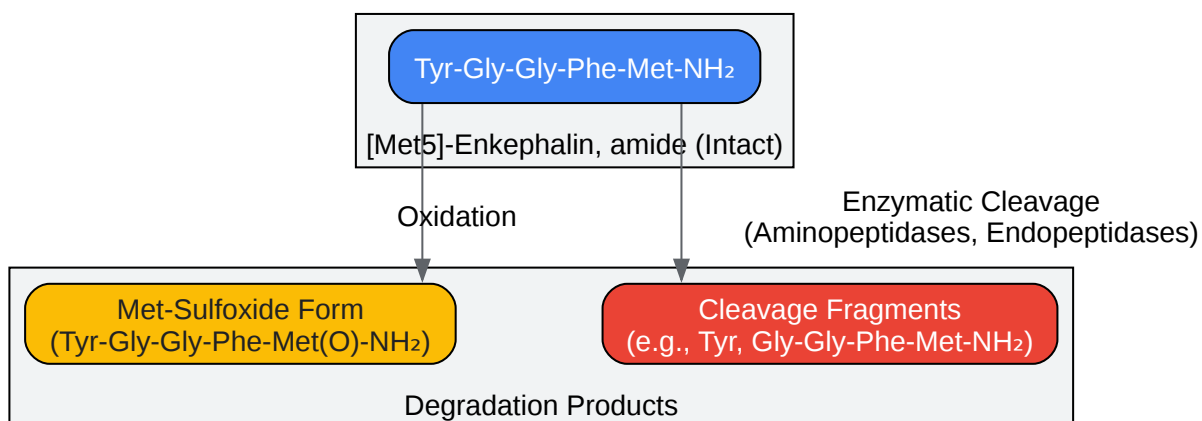 Tyr-Gly-Gly-Phe-Met-NH₂
[Met5]-Enkephalin, amide (Intact)
Oxidation
Enzymatic Cleavage
(Aminopeptidases, Endopeptidases)
Met-Sulfoxide Form
(Tyr-Gly-Gly-Phe-Met(O)-NH₂)
Cleavage Fragments
(e.g., Tyr, Gly-Gly-Phe-Met-NH₂)
Degradation Products